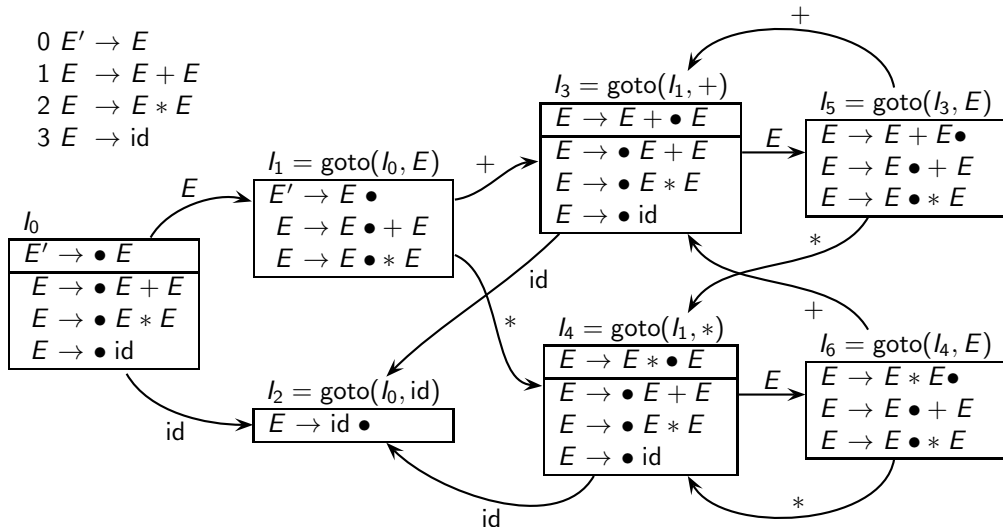 0 E′ → E
1 E → E + E
2 E → E ∗ E
3 E → id
I0
E′ → • E
E → • E + E
E → • E ∗ E
E → • id
E
id
I1 = goto(I0, E)
E′ → E •
E → E • + E
E → E • ∗ E
+
∗
I2 = goto(I0, id)
E → id •
I3 = goto(I1, +)
E → E + • E
E → • E + E
E → • E ∗ E
E → • id
E
id
I4 = goto(I1, ∗)
E → E ∗ • E
E → • E + E
E → • E ∗ E
E → • id
E
id
+
I5 = goto(I3, E)
E → E + E•
E → E • + E
E → E • ∗ E
∗
+
I6 = goto(I4, E)
E → E ∗ E•
E → E • + E
E → E • ∗ E
∗